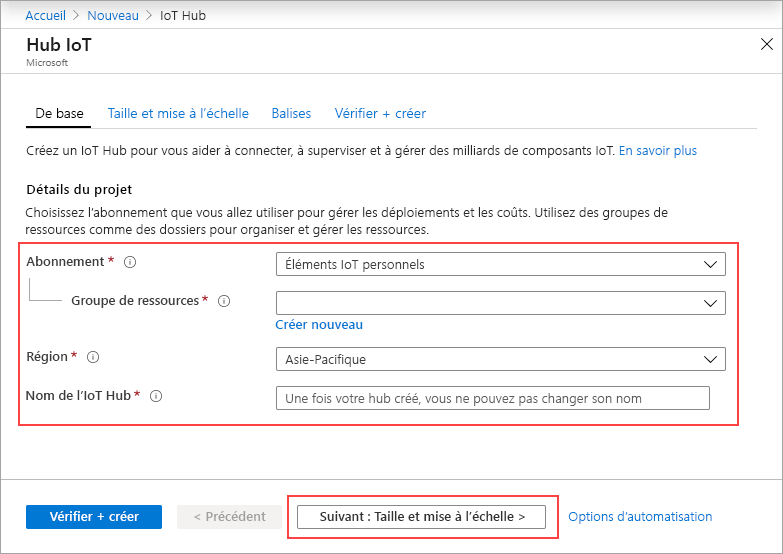 Accueil > Nouveau > IoT Hub
Hub IoT
Microsoft
De base Taille et mise à l'échelle Balises Vérifier + créer
Créez un IoT Hub pour vous aider à connecter, à superviser et à gérer des milliards de composants IoT. En savoir plus
Détails du projet
Choisissez l'abonnement que vous allez utiliser pour gérer les déploiements et les coûts. Utilisez des groupes de
ressources comme des dossiers pour organiser et gérer les ressources.
Abonnement * Éléments IoT personnels
Groupe de ressources *
Créer nouveau
Région * Asie-Pacifique
Nom de l'IoT Hub * Une fois votre hub créé, vous ne pouvez pas changer son nom
Vérifier + créer < Précédent Suivant : Taille et mise à l'échelle > Options d'automatisation